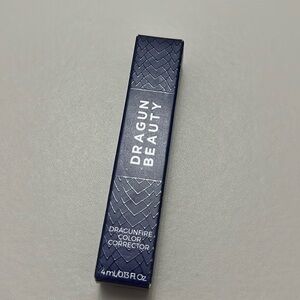 DRAGUN
BEAUTY
DRAGUNFIRE
COLOR
CORRECTOR
4 mL/0.13 Fl. Oz